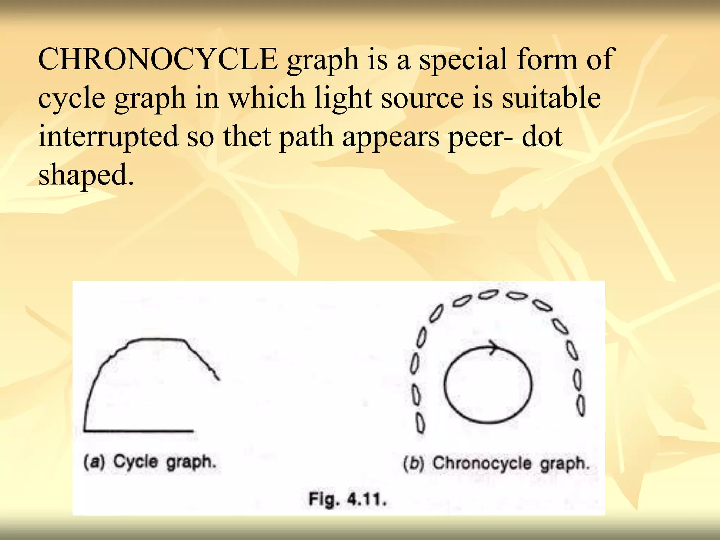 CHRONOCYCLE graph is a special form of
cycle graph in which light source is suitable
interrupted so thet path appears peer- dot
shaped.
(a) Cycle graph.
(b) Chronocycle graph.
Fig. 4.11.